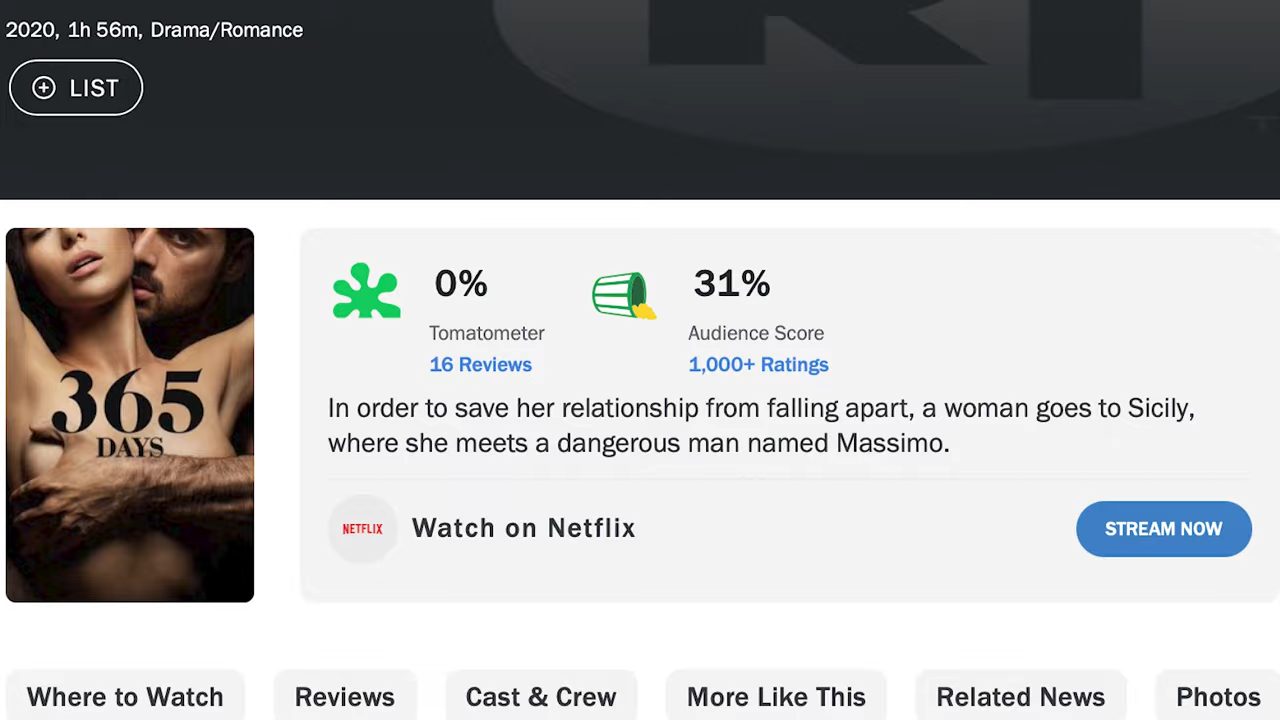 2020, 1h 56m, Drama/Romance
LIST
365
DAYS
0%
Tomatometer
16 Reviews
31%
Audience Score
1,000+ Ratings
In order to save her relationship from falling apart, a woman goes to Sicily,
where she meets a dangerous man named Massimo.
NETFLIX
Watch on Netflix
STREAM NOW
Where to Watch
Reviews
Cast & Crew
More Like This
Related News
Photos